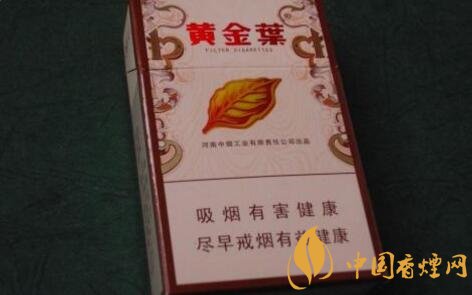 黄金葉
FILTER CIGARETTES
河南中烟工业有限责任公司出品
吸烟有害健康
尽早戒烟有益健康
中国香烟网